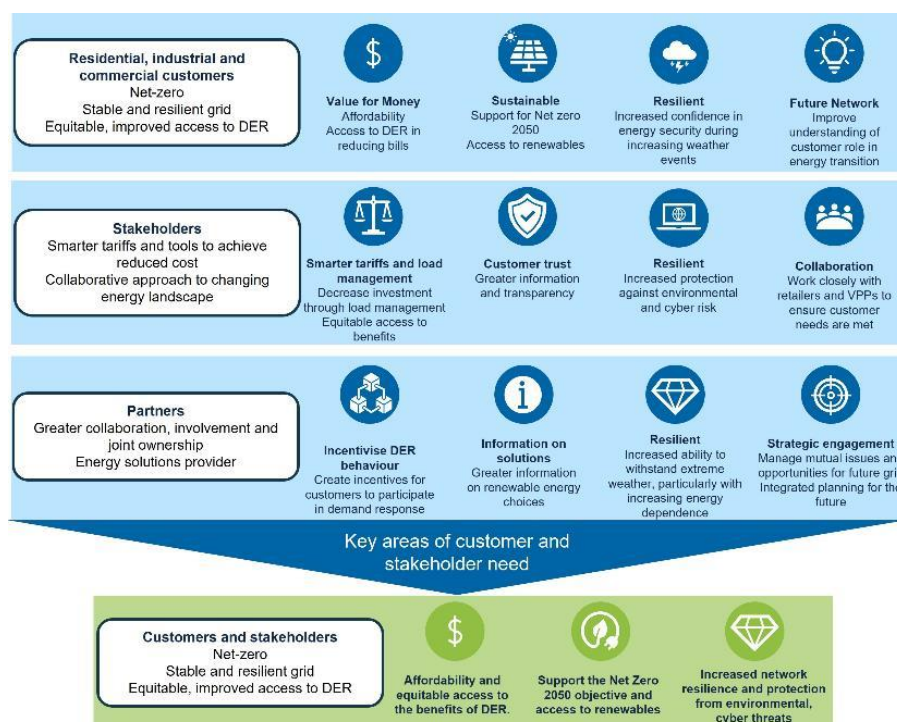 Residential, industrial and
commercial customers
Net-zero
Stable and resilient grid
Equitable, improved access to DER
Value for Money
Affordability
Access to DER in
reducing bills
Sustainable
Support for Net zero
2050
Access to renewables
Resilient
Increased confidence in
energy security during
increasing weather
events
Future Network
Improve
understanding of
customer role in
energy transition
Stakeholders
Smarter tariffs and tools to achieve
reduced cost
Collaborative approach to changing
energy landscape
Smarter tariffs and load
management
Decrease investment
through load management
Equitable access to
benefits
Customer trust
Greater information
and transparency
Resilient
Increased protection
against environmental
and cyber risk
Collaboration
Work closely with
retailers and VPPs to
ensure customer
needs are met
Partners
Greater collaboration, involvement and
joint ownership
Energy solutions provider
Incentivise DER
behaviour
Create incentives for
customers to participate
in demand response
Information on
solutions
Greater information
on renewable energy
choices
Resilient
Increased ability to
withstand extreme
weather, particularly with
increasing energy
dependence
Strategic engagement
Manage mutual issues an
opportunities for future gri
Integrated planning for the
future
Key areas of customer and
stakeholder need
Customers and stakeholders
Net-zero
Stable and resilient grid
Equitable, improved access to DER
Affordability and
equitable access to
the benefits of DER.
Support the Net Zero
2050 objective and
access to renewables
Increased network
resilience and protection
from environmental,
cyber threats